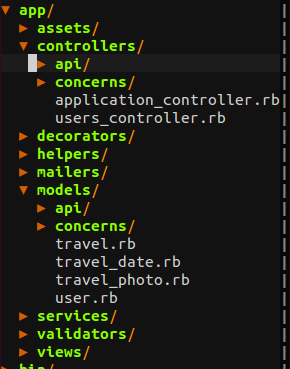 ▼ app/
▶ assets/
▼ controllers/
▶ api/
▶ concerns/
application_controller.rb
users_controller.rb
▶ decorators/
▶ helpers/
▶ mailers/
▼ models/
▶ api/
▶ concerns/
travel.rb
travel_date.rb
travel_photo.rb
user.rb
▶ services/
▶ validators/
▶ views/